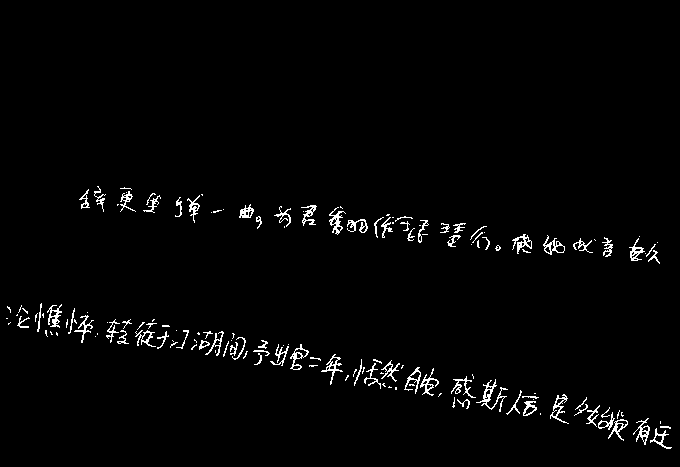 辞更坐弹一曲,为君翻作琵琶行。感我此言良久
沦憔悴,转徙于江湖间,予出官二年,恬然自安,感斯人言,是夕始觉有迁